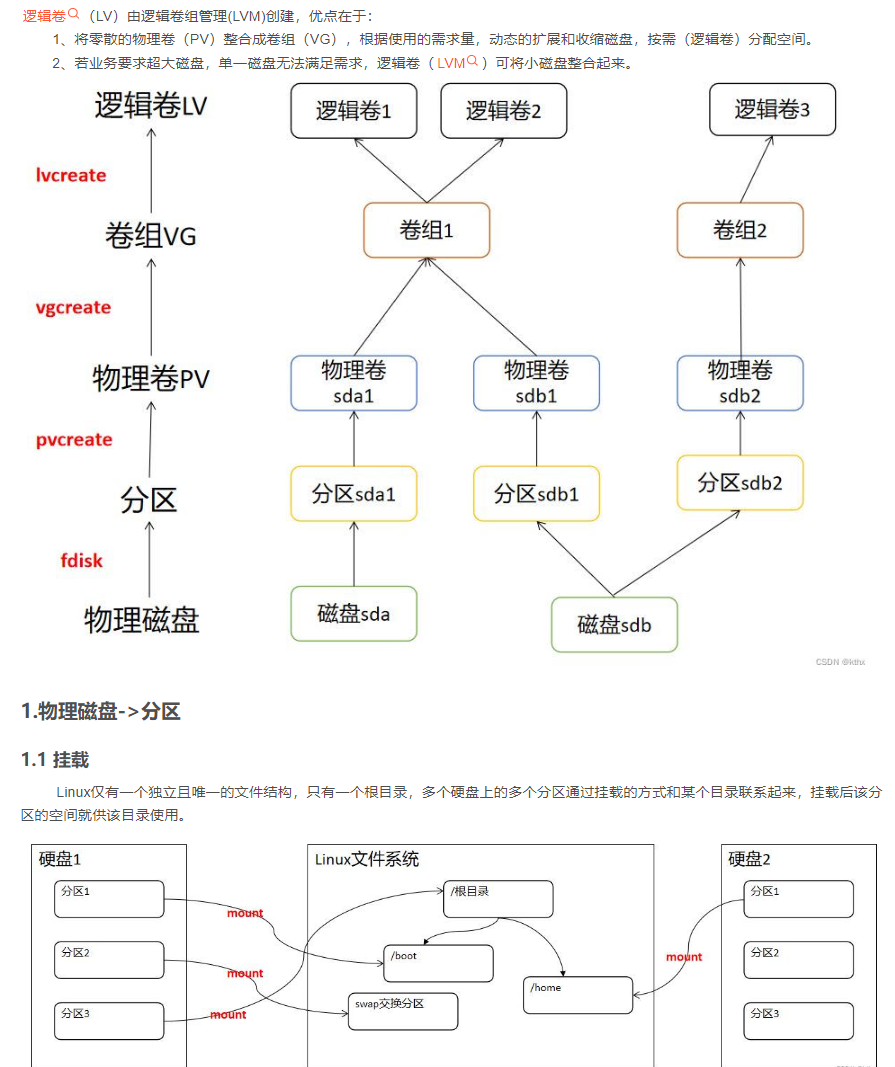 逻辑卷（LV）由逻辑卷组管理(LVM)创建，优点在于：
1、将零散的物理卷（PV）整合成卷组（VG），根据使用的需求量，动态的扩展和收缩磁盘，按需（逻辑卷）分配空间。
2、若业务要求超大磁盘，单一磁盘无法满足需求，逻辑卷（LVM）可将小磁盘整合起来。
逻辑卷LV
逻辑卷1
逻辑卷2
逻辑卷3
lvcreate
卷组VG
卷组1
卷组2
vgcreate
物理卷PV
物理卷
sda1
物理卷
sdb1
物理卷
sdb2
pvcreate
分区
分区sda1
分区sdb1
分区sdb2
fdisk
物理磁盘
磁盘sda
磁盘sdb
CSDN @kthx
1.物理磁盘->分区
1.1 挂载
Linux仅有一个独立且唯一的文件结构，只有一个根目录，多个硬盘上的多个分区通过挂载的方式和某个目录联系起来，挂载后该分
区的空间就供该目录使用。
硬盘1
分区1
分区2
分区3
mount
mount
mount
Linux文件系统
/根目录
/boot
/home
swap交换分区
mount
硬盘2
分区1
分区2
分区3